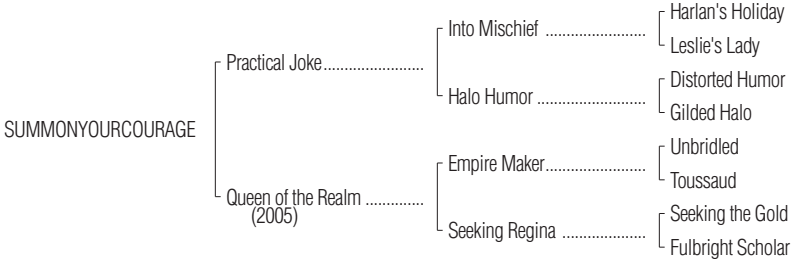 Harlan's Holiday
Into Mischief .......................
Leslie's Lady
Practical Joke.......................
Distorted Humor
Halo Humor .........................
Gilded Halo
SUMMONYOURCOURAGE
Unbridled
Empire Maker.......................
Toussaud
Queen of the Realm .............
(2005)
Seeking the Gold
Seeking Regina ...................
Fulbright Scholar